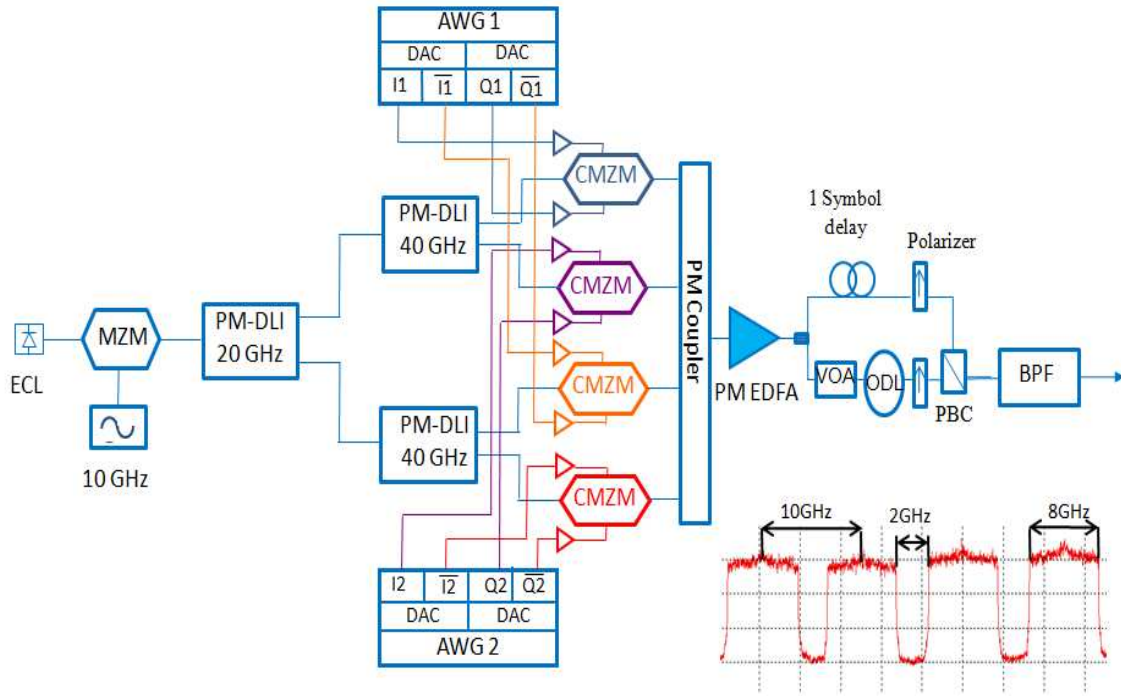 AWG 1
DAC DAC
I1 I1 Q1 Q1
CMZM
PM-DLI
40 GHz
CMZM
MZM
ECL
10 GHz
PM-DLI
20 GHz
CMZM
PM-DLI
40 GHz
CMZM
I2 I2 Q2 Q2
DAC DAC
AWG 2
PM Coupler
PM EDFA
1 Symbol
delay
Polarizer
VOA
ODL
PBC
BPF
10GHz
2GHz
8GHz